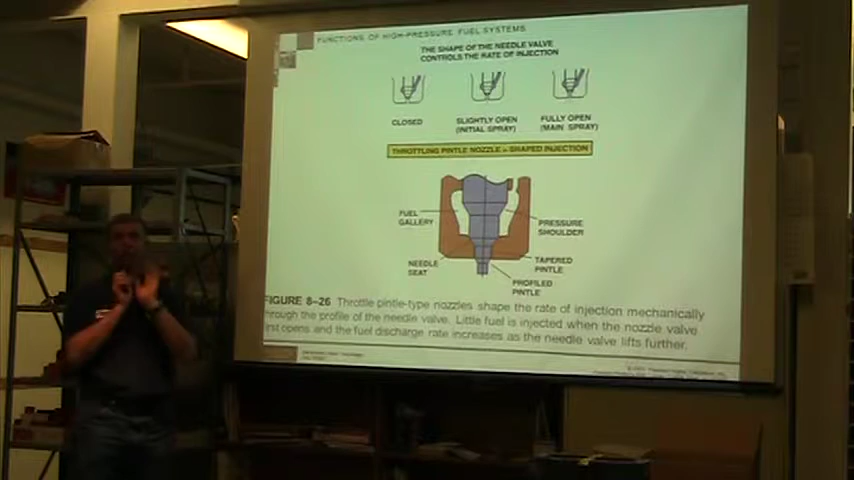 FUNCTIONS OF HIGH-PRESSURE FUEL SYSTEMS
THE SHAPE OF THE NEEDLE VALVE
CONTROLS THE RATE OF INJECTION
CLOSED
SLIGHTLY OPEN
(INITIAL SPRAY)
FULLY OPEN
(MAIN SPRAY)
THROTTLING PINTLE NOZZLE = SHAPED INJECTION
FUEL
GALLERY
PRESSURE
SHOULDER
NEEDLE
SEAT
TAPERED
PINTLE
PROFILED
PINTLE
FIGURE 8-26 Throttle pintle-type nozzles shape the rate of injection mechanically
through the profile of the needle valve. Little fuel is injected when the nozzle valve
first opens and the fuel discharge rate increases as the needle valve lifts further.